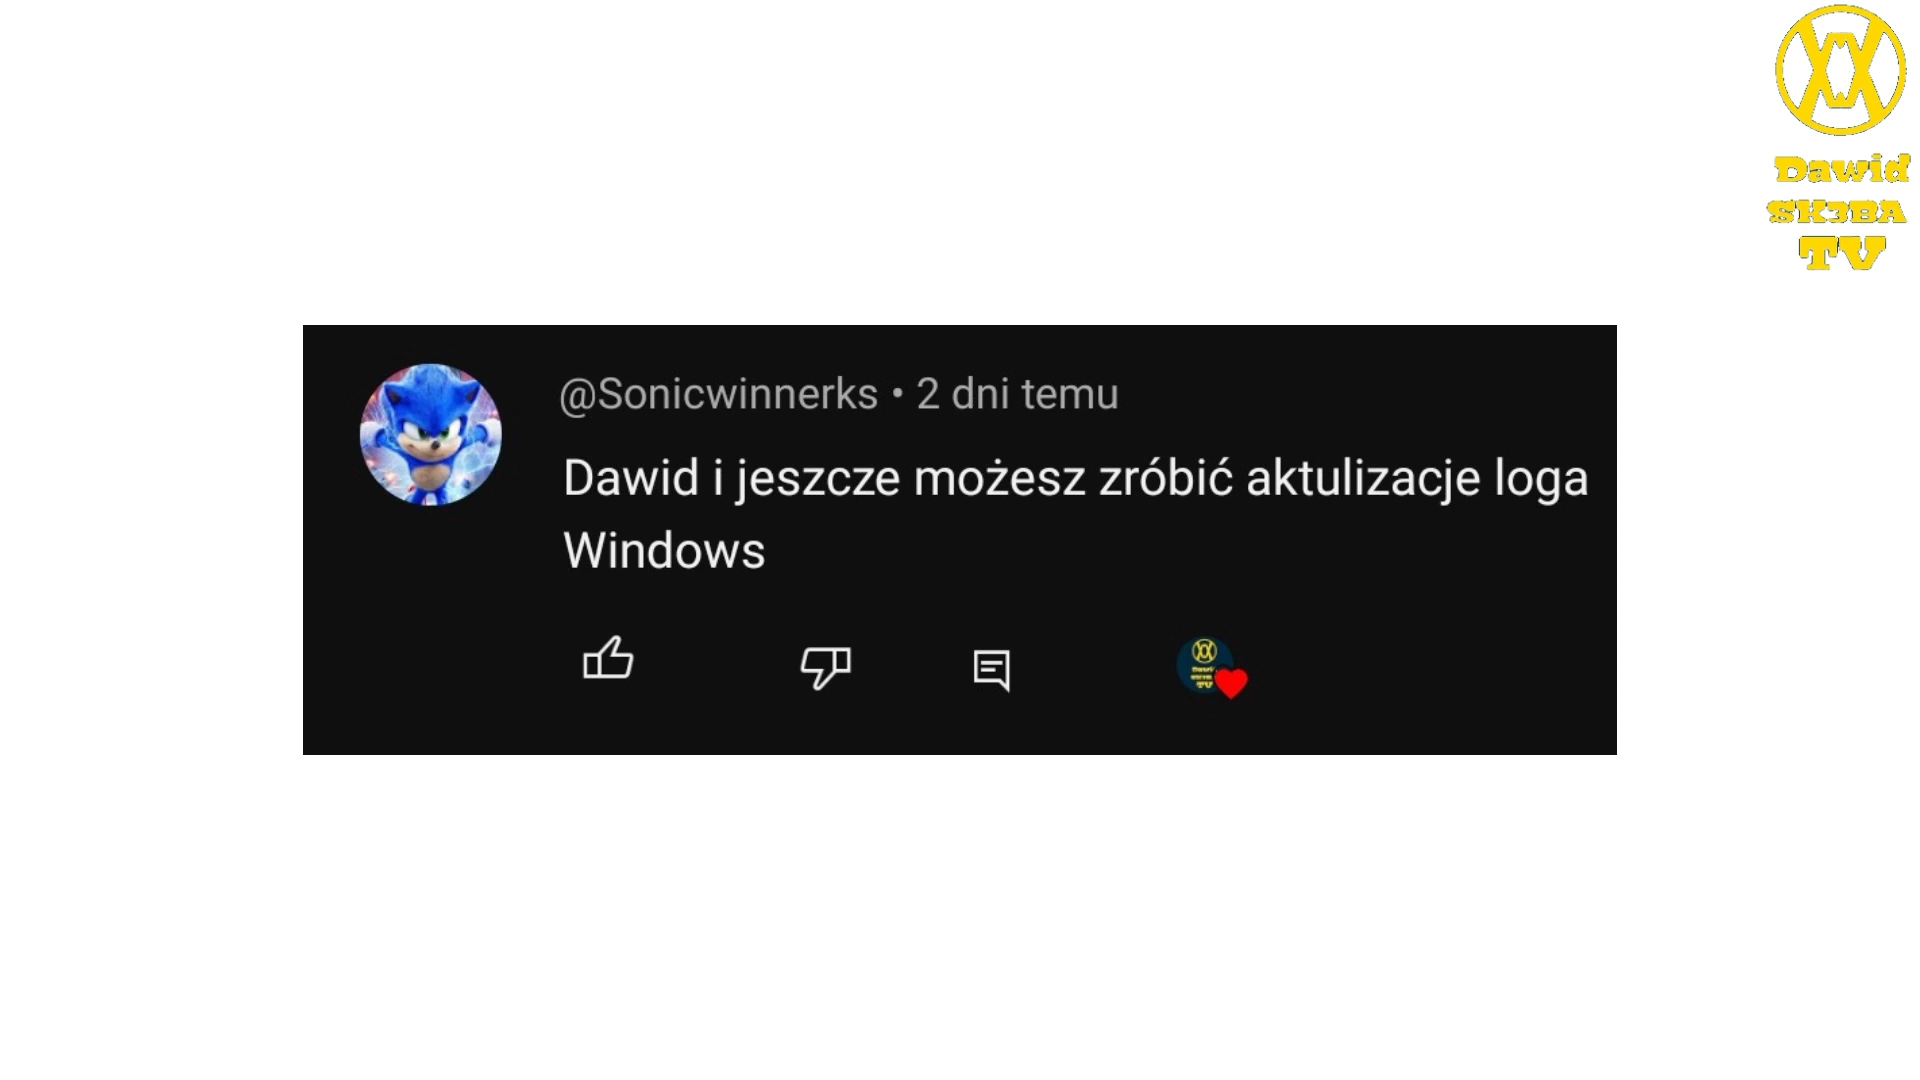 Dawid
SK3BA
TV
@Sonicwinnerks • 2 dni temu
Dawid i jeszcze możesz zróbić aktulizacje loga
Windows